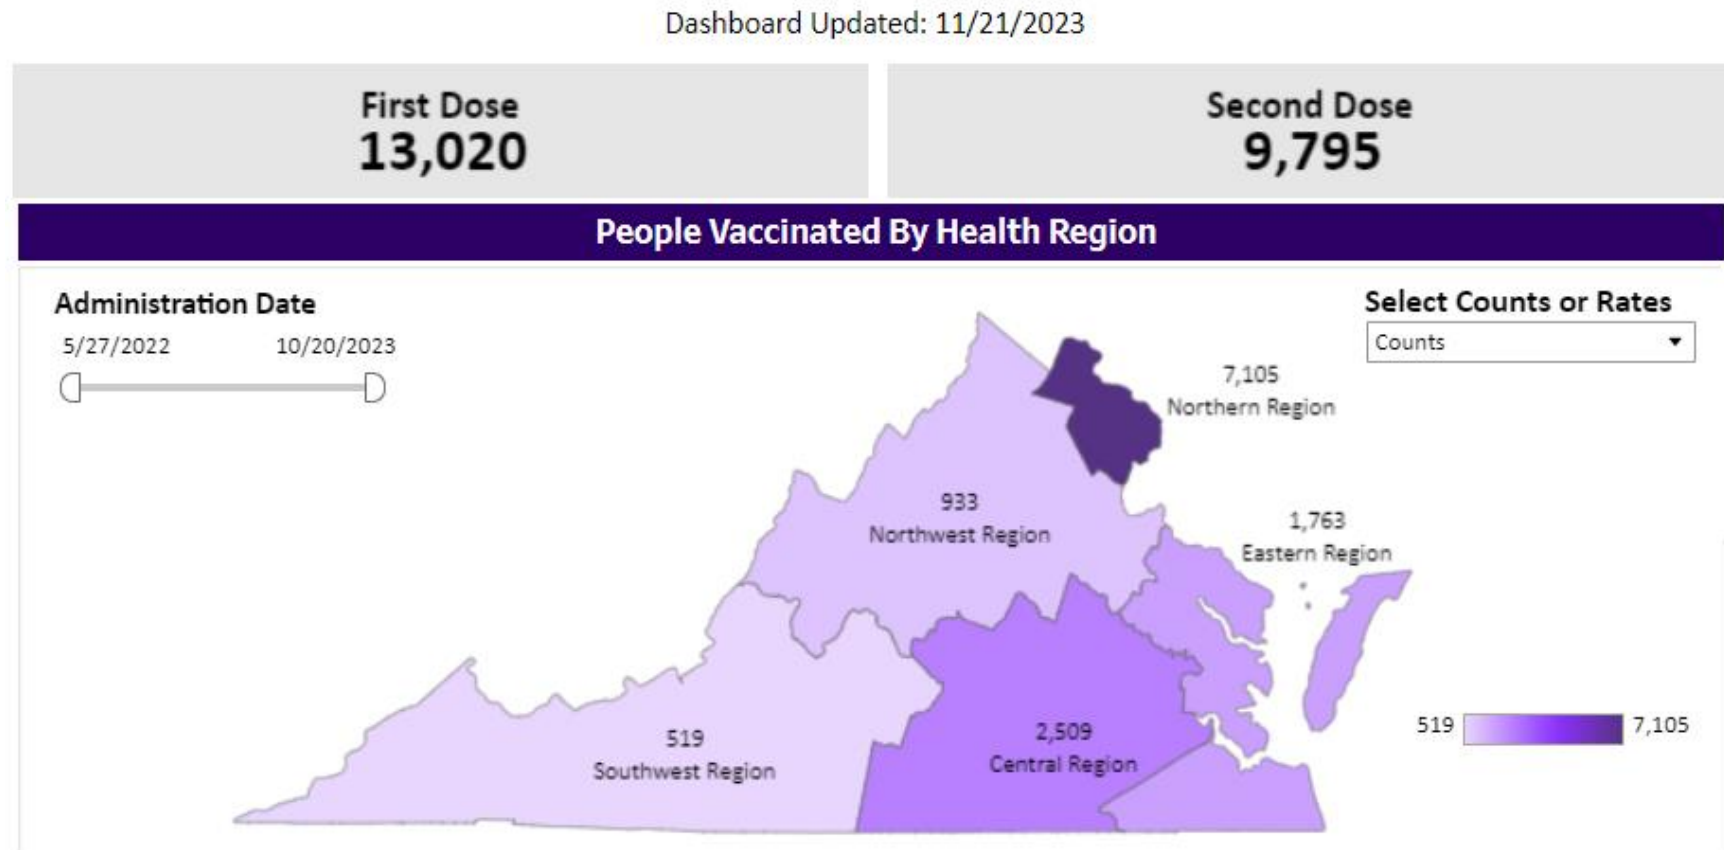 Dashboard Updated: 11/21/2023
First Dose
13,020
Second Dose
9,795
People Vaccinated By Health Region
Administration Date
5/27/2022
10/20/2023
Select Counts or Rates
Counts
7,105
Northern Region
933
Northwest Region
1,763
Eastern Region
519
Southwest Region
2,509
Central Region
519
7,105